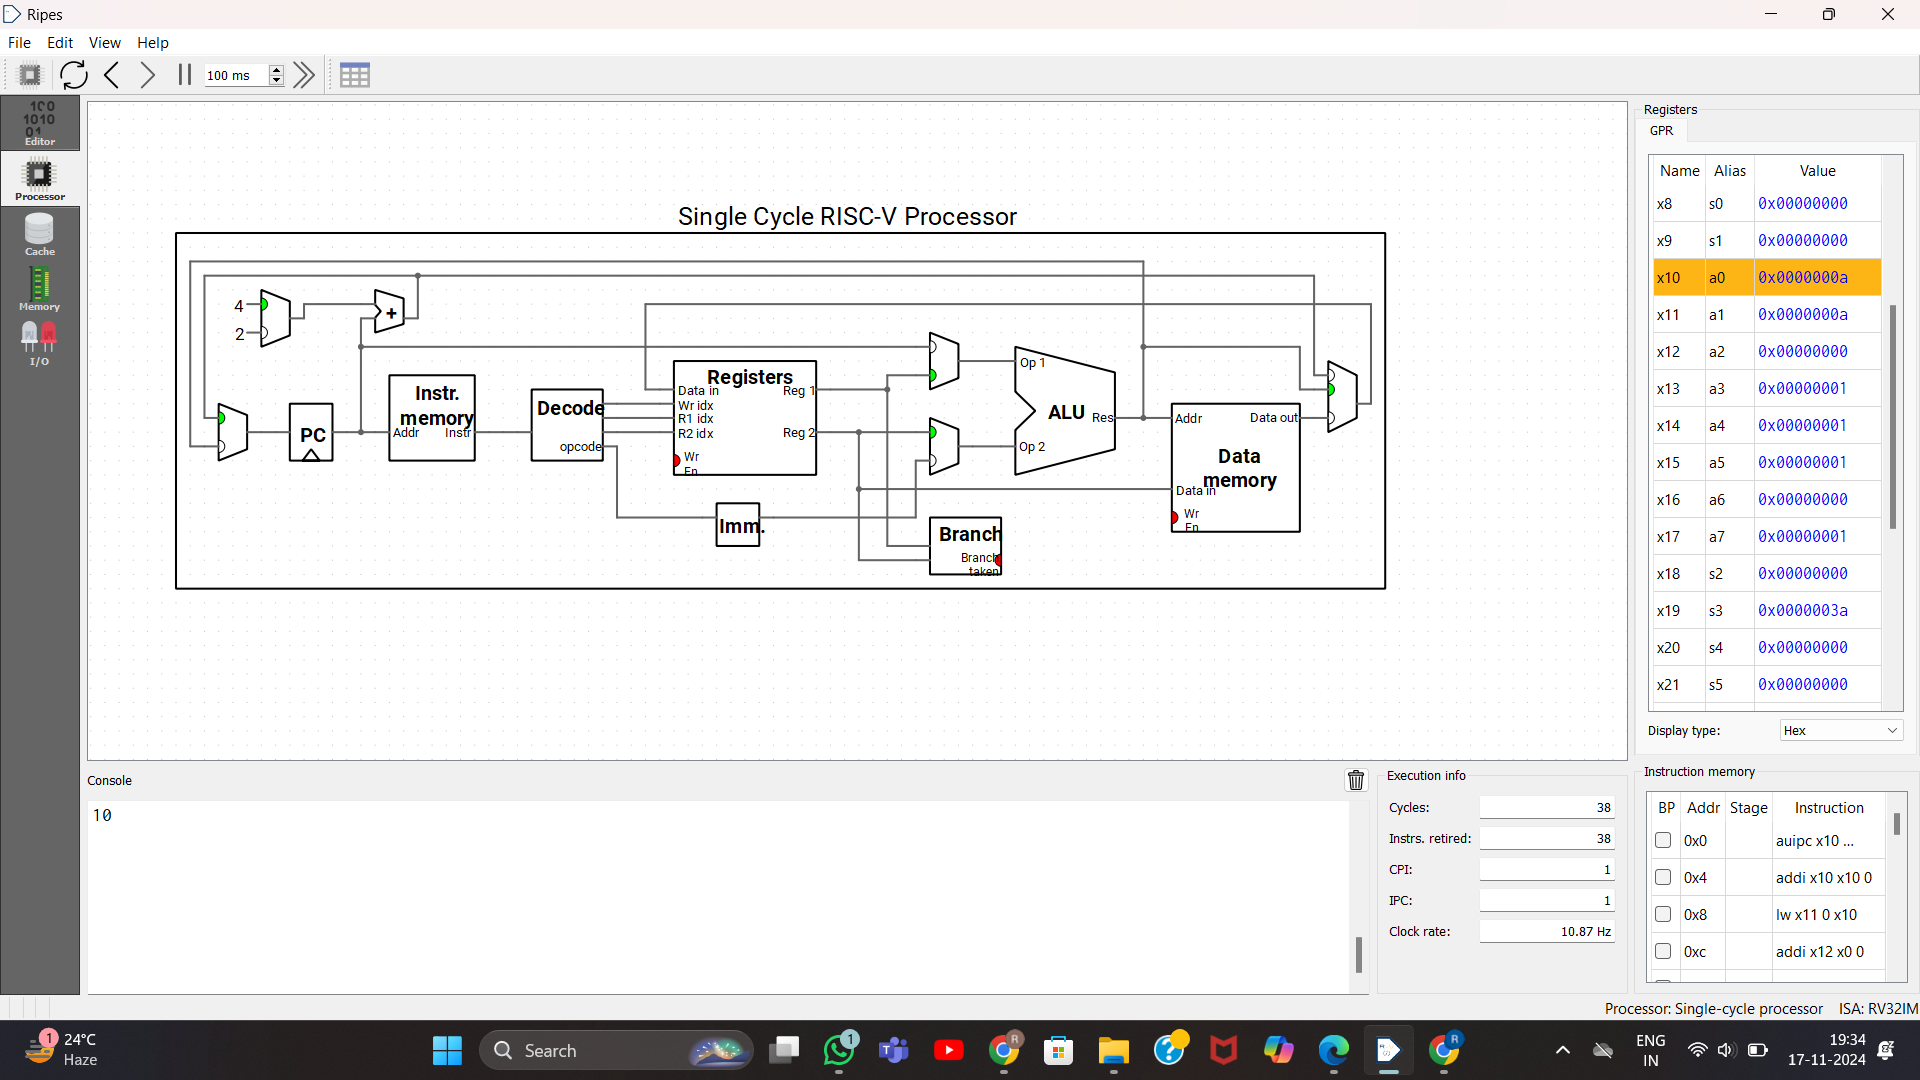 Ripes
File Edit View Help
100 ms
Editor
Processor
Cache
Memory
I/O
Single Cycle RISC-V Processor
4
2
+
PC
Instr.
memory
Addr Instr
Decode
opcode
Registers
Data in Reg 1
Wr idx
R1 idx
R2 idx Reg 2
Wr
En
Imm.
Op 1
ALU Res
Op 2
Branch
Branch
taken
Addr Data out
Data
memory
Data in
Wr
En
Registers
GPR
Name Alias Value
x8 s0 0x00000000
x9 s1 0x00000000
x10 a0 0x0000000a
x11 a1 0x0000000a
x12 a2 0x00000000
x13 a3 0x00000001
x14 a4 0x00000001
x15 a5 0x00000001
x16 a6 0x00000000
x17 a7 0x00000001
x18 s2 0x00000000
x19 s3 0x0000003a
x20 s4 0x00000000
x21 s5 0x00000000
Display type: Hex
Console
10
Execution info
Cycles: 38
Instrs. retired: 38
CPI: 1
IPC: 1
Clock rate: 10.87 Hz
Instruction memory
BP Addr Stage Instruction
0x0 auipc x10 ...
0x4 addi x10 x10 0
0x8 lw x11 0 x10
0xc addi x12 x0 0
Processor: Single-cycle processor ISA: RV32IM
1
24°C
Haze
Search
1
ENG
IN
19:34
17-11-2024